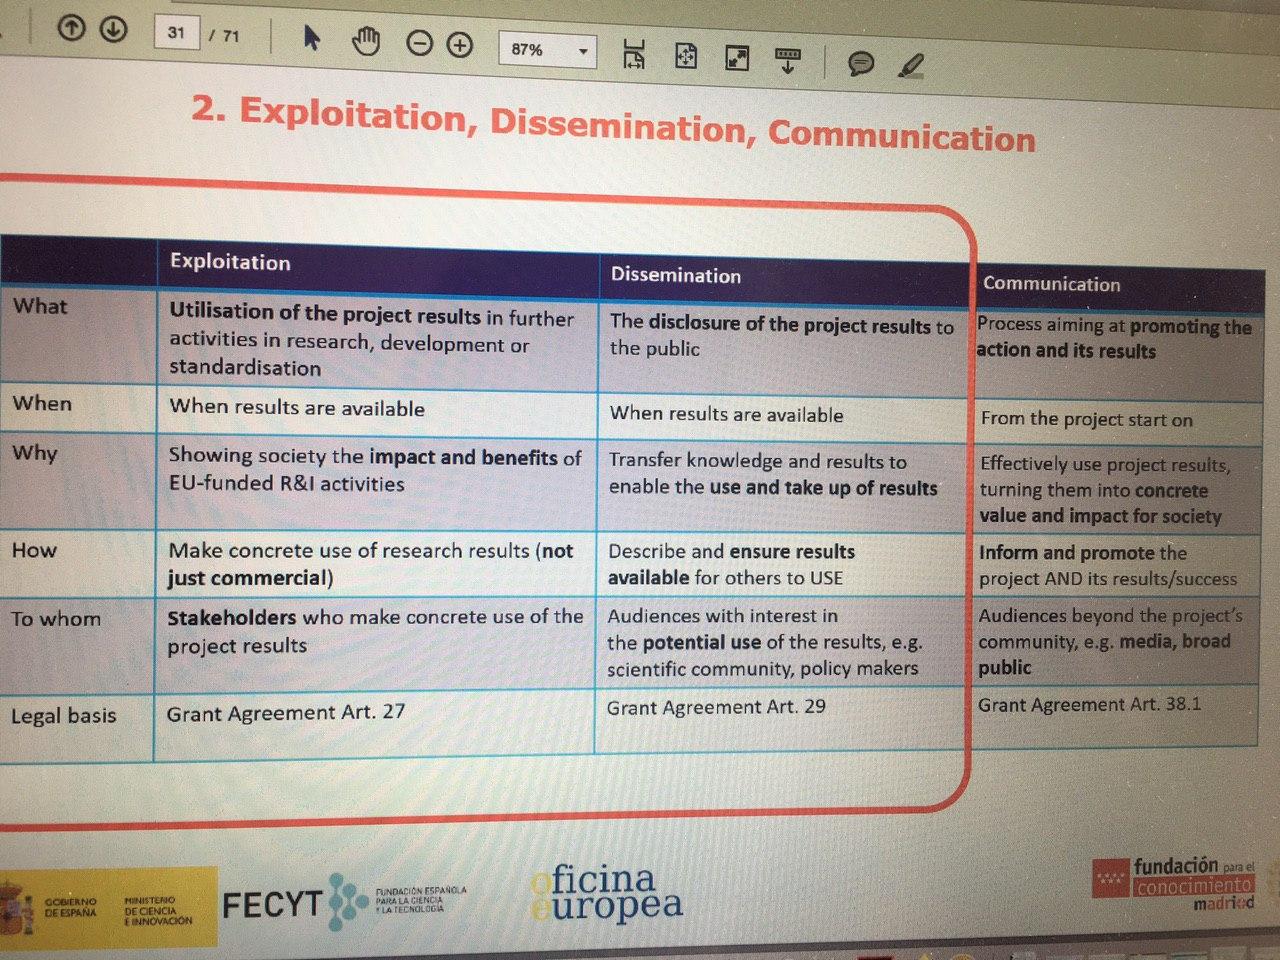 31 / 71
87%
2. Exploitation, Dissemination, Communication
Exploitation
Dissemination
Communication
What
Utilisation of the project results in further
activities in research, development or
standardisation
The disclosure of the project results to
the public
Process aiming at promoting the
action and its results
When
When results are available
When results are available
From the project start on
Why
Showing society the impact and benefits of
EU-funded R&I activities
Transfer knowledge and results to
enable the use and take up of results
Effectively use project results,
turning them into concrete
value and impact for society
How
Make concrete use of research results (not
just commercial)
Describe and ensure results
available for others to USE
Inform and promote the
project AND its results/success
To whom
Stakeholders who make concrete use of the
project results
Audiences with interest in
the potential use of the results, e.g.
scientific community, policy makers
Audiences beyond the project's
community, e.g. media, broad
public
Legal basis
Grant Agreement Art. 27
Grant Agreement Art. 29
Grant Agreement Art. 38.1
GOBIERNO
DE ESPAÑA
MINISTERIO
DE CIENCIA
E INNOVACIÓN
FECYT
FUNDACIÓN ESPAÑOLA
PARA LA CIENCIA
Y LA TECNOLOGÍA
oficina
europea
fundación para el
conocimiento
madrid